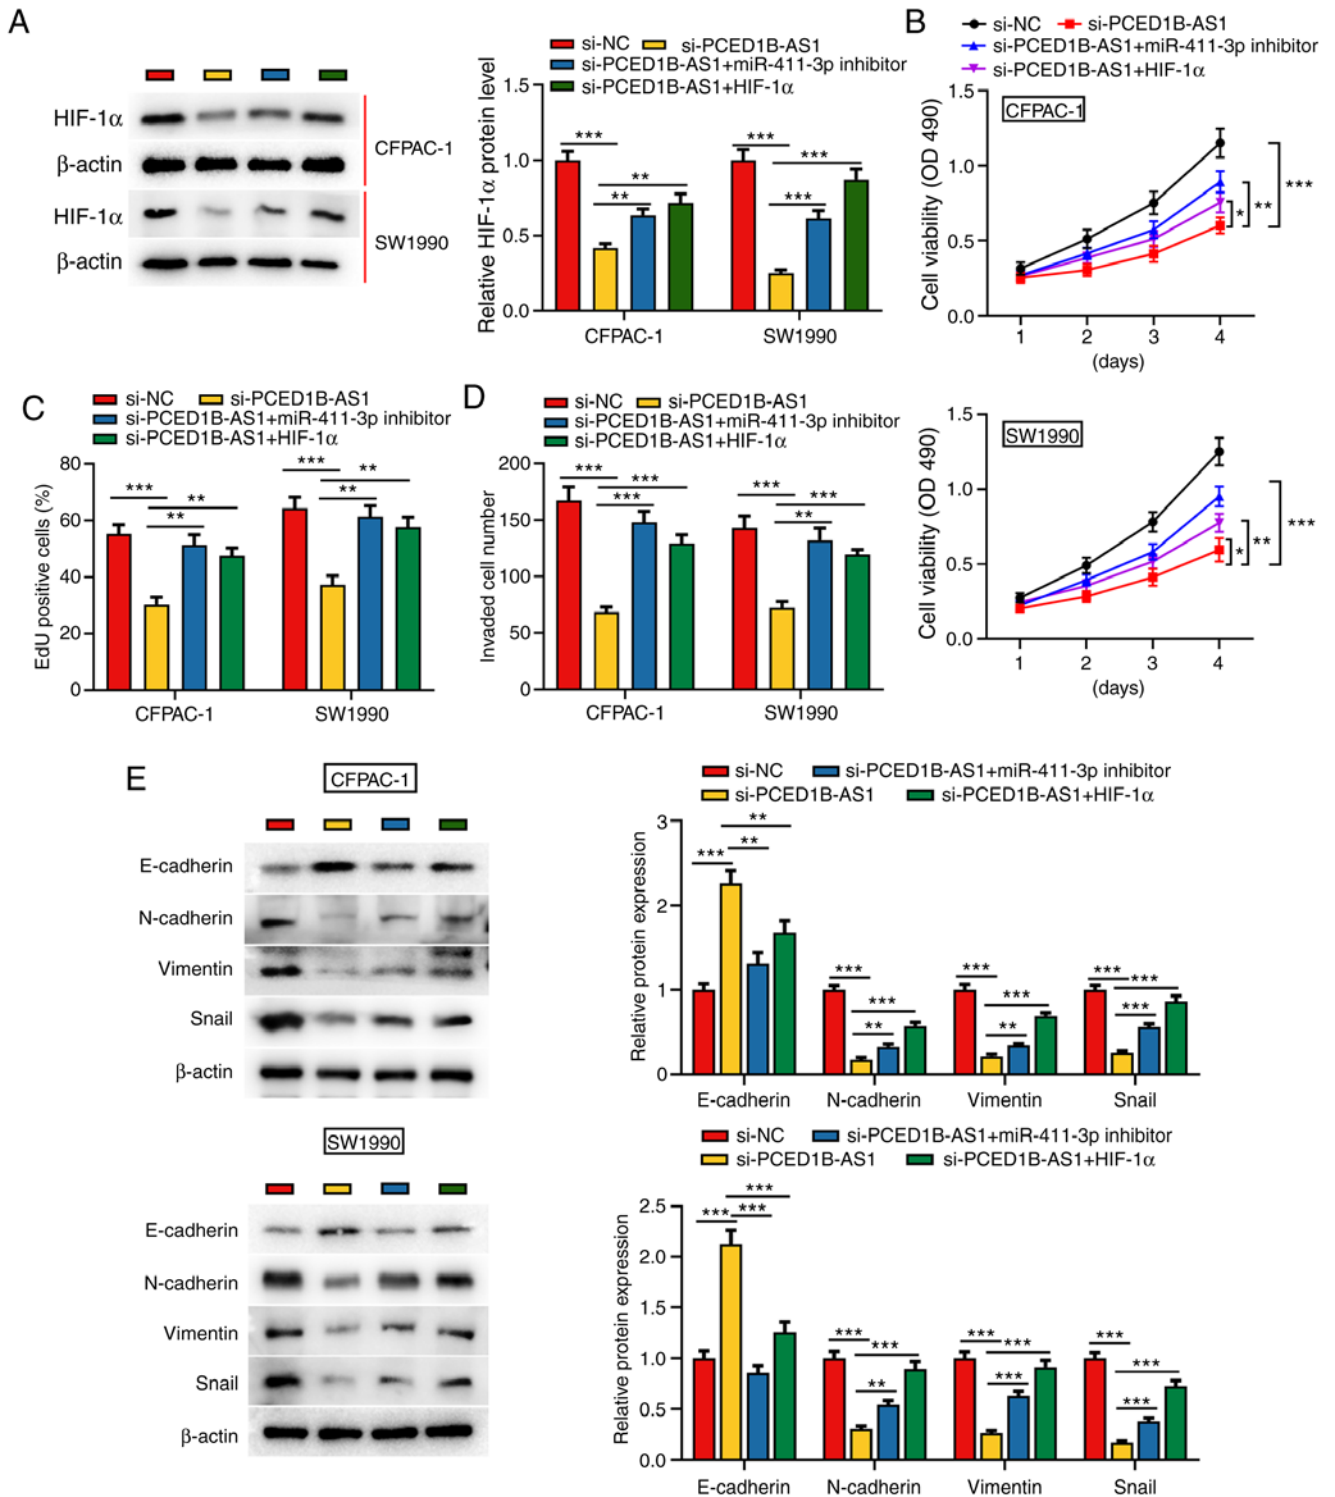 A
HIF-1α
β-actin
CFPAC-1
HIF-1α
β-actin
SW1990
si-NC si-PCED1B-AS1
si-PCED1B-AS1+miR-411-3p inhibitor
si-PCED1B-AS1+HIF-1α
Relative HIF-1α protein level
1.5
1.0
0.5
0.0
*** ** ** *** *** ***
CFPAC-1 SW1990
B
si-NC si-PCED1B-AS1
si-PCED1B-AS1+miR-411-3p inhibitor
si-PCED1B-AS1+HIF-1α
CFPAC-1
Cell viability (OD 490)
1.5
1.0
0.5
0.0
* ** ***
1 2 3 4
(days)
SW1990
Cell viability (OD 490)
1.5
1.0
0.5
0.0
* ** ***
1 2 3 4
(days)
C
si-NC si-PCED1B-AS1
si-PCED1B-AS1+miR-411-3p inhibitor
si-PCED1B-AS1+HIF-1α
EdU positive cells (%)
80
60
40
20
0
*** ** ** *** ** **
CFPAC-1 SW1990
D
si-NC si-PCED1B-AS1
si-PCED1B-AS1+miR-411-3p inhibitor
si-PCED1B-AS1+HIF-1α
Invaded cell number
200
150
100
50
0
*** *** *** *** ** ***
CFPAC-1 SW1990
E
CFPAC-1
E-cadherin
N-cadherin
Vimentin
Snail
β-actin
si-NC si-PCED1B-AS1+miR-411-3p inhibitor
si-PCED1B-AS1 si-PCED1B-AS1+HIF-1α
Relative protein expression
3
2
1
0
*** ** ** *** ** *** *** ** *** *** *** ***
E-cadherin N-cadherin Vimentin Snail
SW1990
E-cadherin
N-cadherin
Vimentin
Snail
β-actin
si-NC si-PCED1B-AS1+miR-411-3p inhibitor
si-PCED1B-AS1 si-PCED1B-AS1+HIF-1α
Relative protein expression
2.5
2.0
1.5
1.0
0.5
0.0
*** *** *** *** ** *** *** *** *** *** *** ***
E-cadherin N-cadherin Vimentin Snail